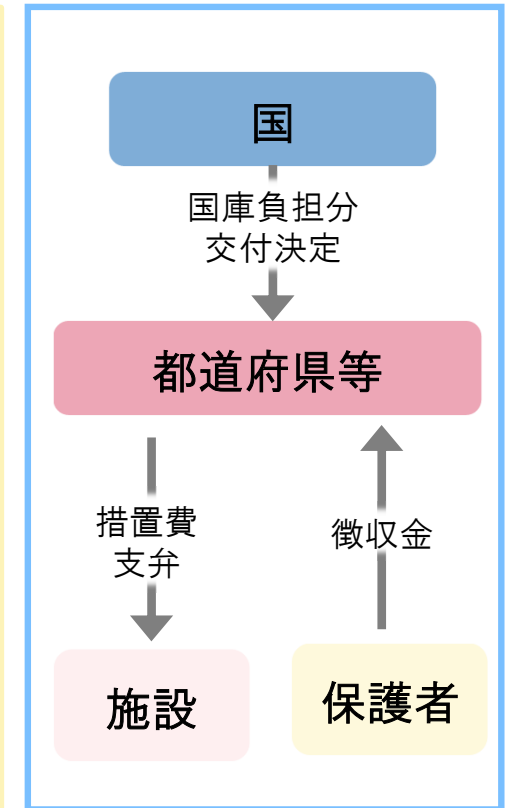 国
国庫負担分
交付決定
都道府県等
措置費
支弁
徴収金
施設
保護者